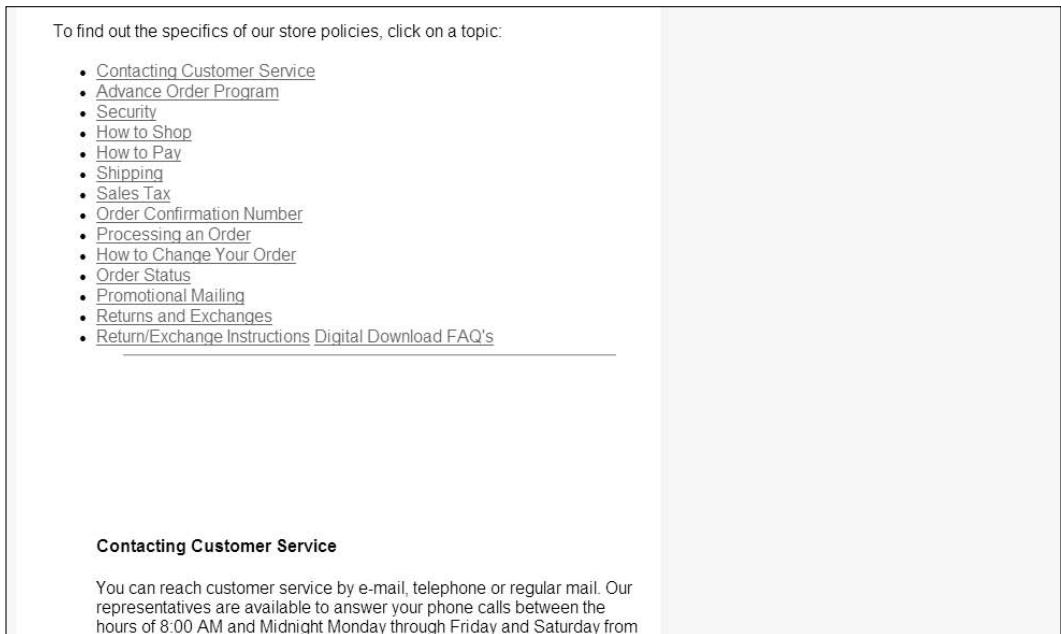 To find out the specifics of our store policies, click on a topic:
Contacting Customer Service
Advance Order Program
Security
How to Shop
How to Pay
Shipping
Sales Tax
Order Confirmation Number
Processing an Order
How to Change Your Order
Order Status
Promotional Mailing
Returns and Exchanges
Return/Exchange Instructions Digital Download FAQ's
Contacting Customer Service
You can reach customer service by e-mail, telephone or regular mail. Our
representatives are available to answer your phone calls between the
hours of 8:00 AM and Midnight Monday through Friday and Saturday from